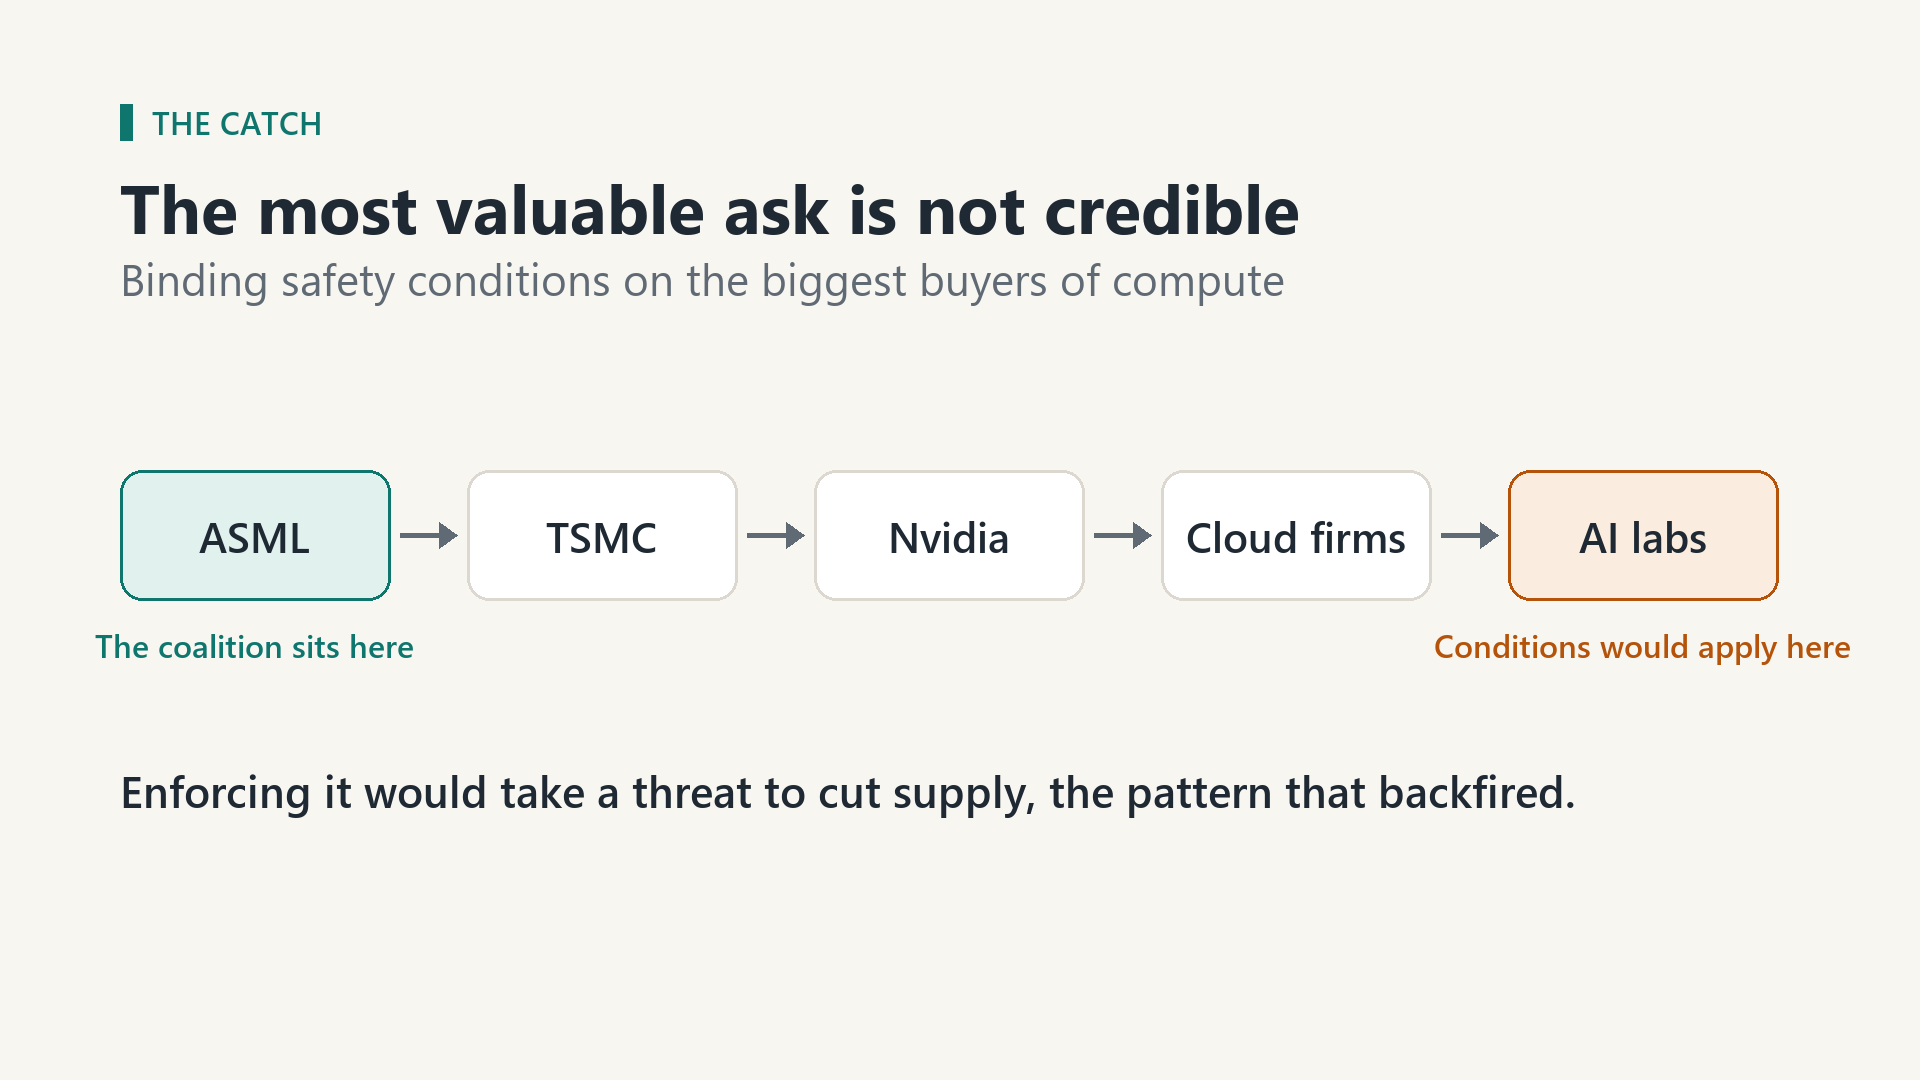 THE CATCH
The most valuable ask is not credible
Binding safety conditions on the biggest buyers of compute
ASML
TSMC
Nvidia
Cloud firms
AI labs
The coalition sits here
Conditions would apply here
Enforcing it would take a threat to cut supply, the pattern that backfired.